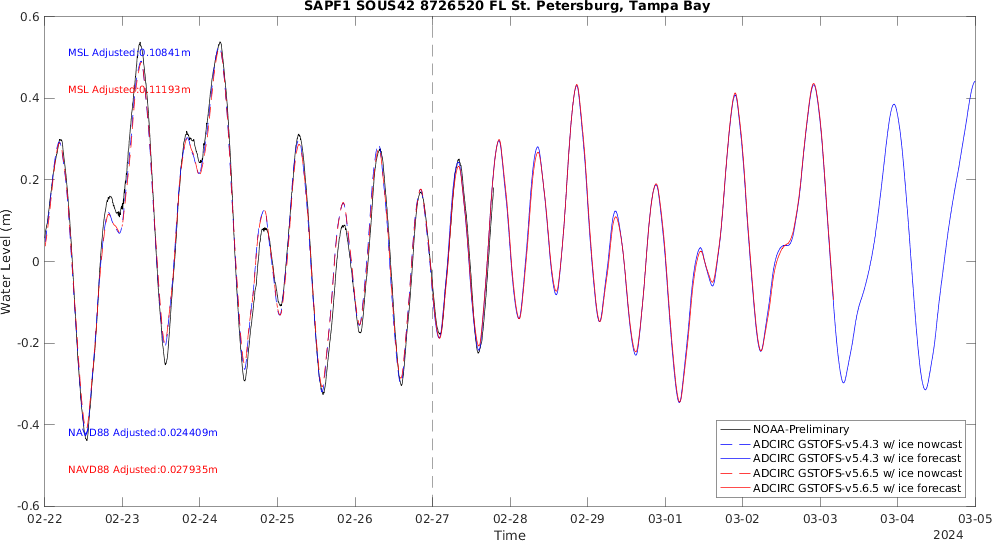 SAPF1 SOUS42 8726520 FL St. Petersburg, Tampa Bay
0.6
MSL Adjusted:0.10841m
MSL Adjusted:0.11193m
0.4
0.2
Water Level (m)
0
-0.2
-0.4
NAVD88 Adjusted:0.024409m
NAVD88 Adjusted:0.027935m
-0.6
NOAA-Preliminary
ADCIRC GSTOFS-v5.4.3 w/ ice nowcast
ADCIRC GSTOFS-v5.4.3 w/ ice forecast
ADCIRC GSTOFS-v5.6.5 w/ ice nowcast
ADCIRC GSTOFS-v5.6.5 w/ ice forecast
02-22 02-23 02-24 02-25 02-26 02-27 02-28 02-29 03-01 03-02 03-03 03-04 03-05
Time
2024